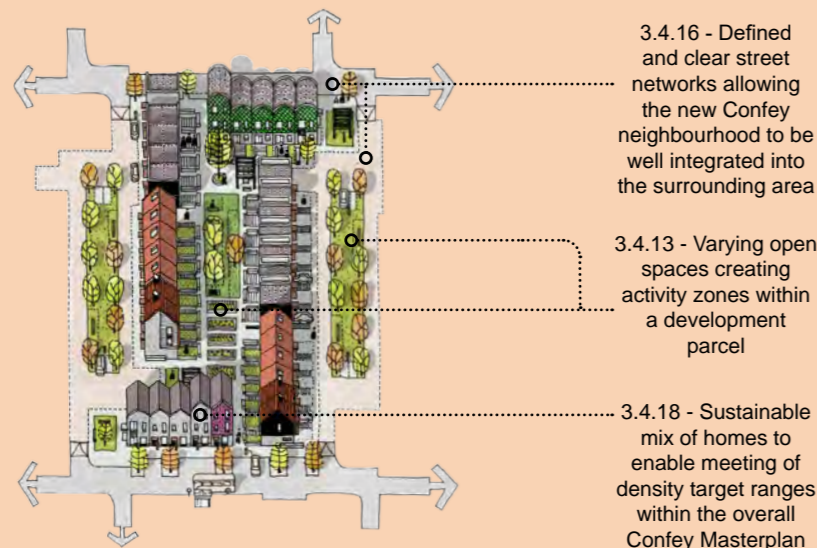 3.4.16 - Defined
and clear street
networks allowing
the new Confey
neighbourhood to be
well integrated into
the surrounding area
3.4.13 - Varying open
spaces creating
activity zones within
a development
parcel
3.4.18 - Sustainable
mix of homes to
enable meeting of
density target ranges
within the overall
Confey Masterplan